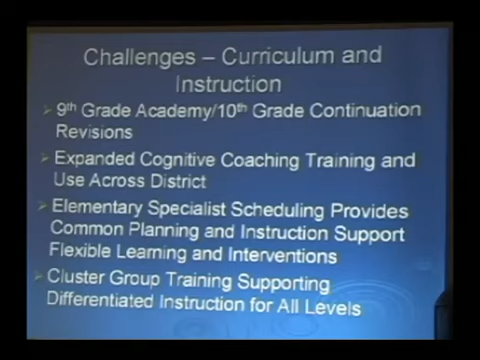 Challenges – Curriculum and
Instruction
➢ 9th Grade Academy/10th Grade Continuation
Revisions
➢ Expanded Cognitive Coaching Training and
Use Across District
➢ Elementary Specialist Scheduling Provides
Common Planning and Instruction Support
Flexible Learning and Interventions
➢ Cluster Group Training Supporting
Differentiated Instruction for All Levels